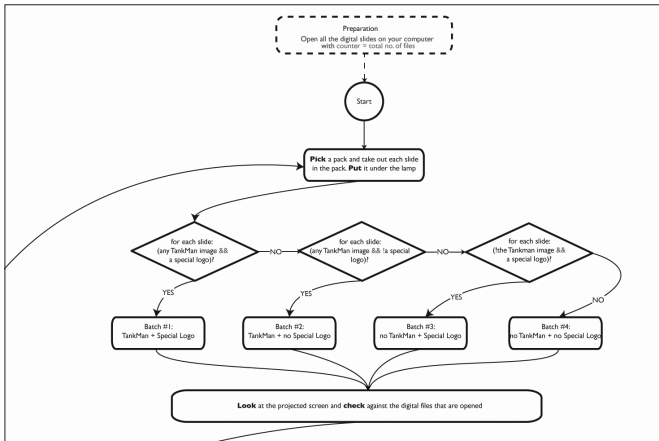 Preparation
Open all the digital slides on your computer
with counter = total no. of files
Start
Pick a pack and take out each slide
in the pack. Put it under the lamp
for each slide:
(any TankMan image &&
a special logo)?
NO
for each slide:
(any TankMan image && !a special
logo)?
NO
for each slide:
(!the Tankman image &&
a special logo)?
YES
YES
YES
NO
Batch #1:
TankMan + Special Logo
Batch #2:
TankMan + no Special Logo
Batch #3:
no TankMan + Special Logo
Batch #4:
no TankMan + no Special Logo
Look at the projected screen and check against the digital files that are opened